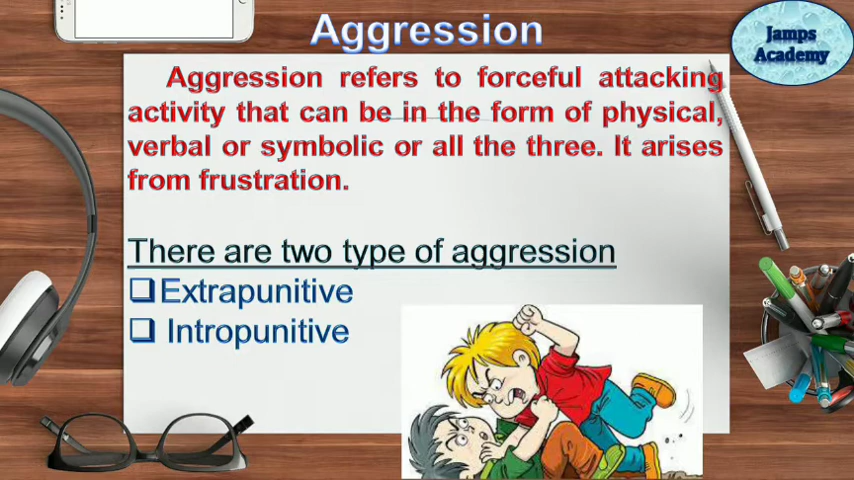 Aggression
Jamps
Academy
Aggression refers to forceful attacking
activity that can be in the form of physical,
verbal or symbolic or all the three. It arises
from frustration.
There are two type of aggression
❑Extrapunitive
❑ Intropunitive